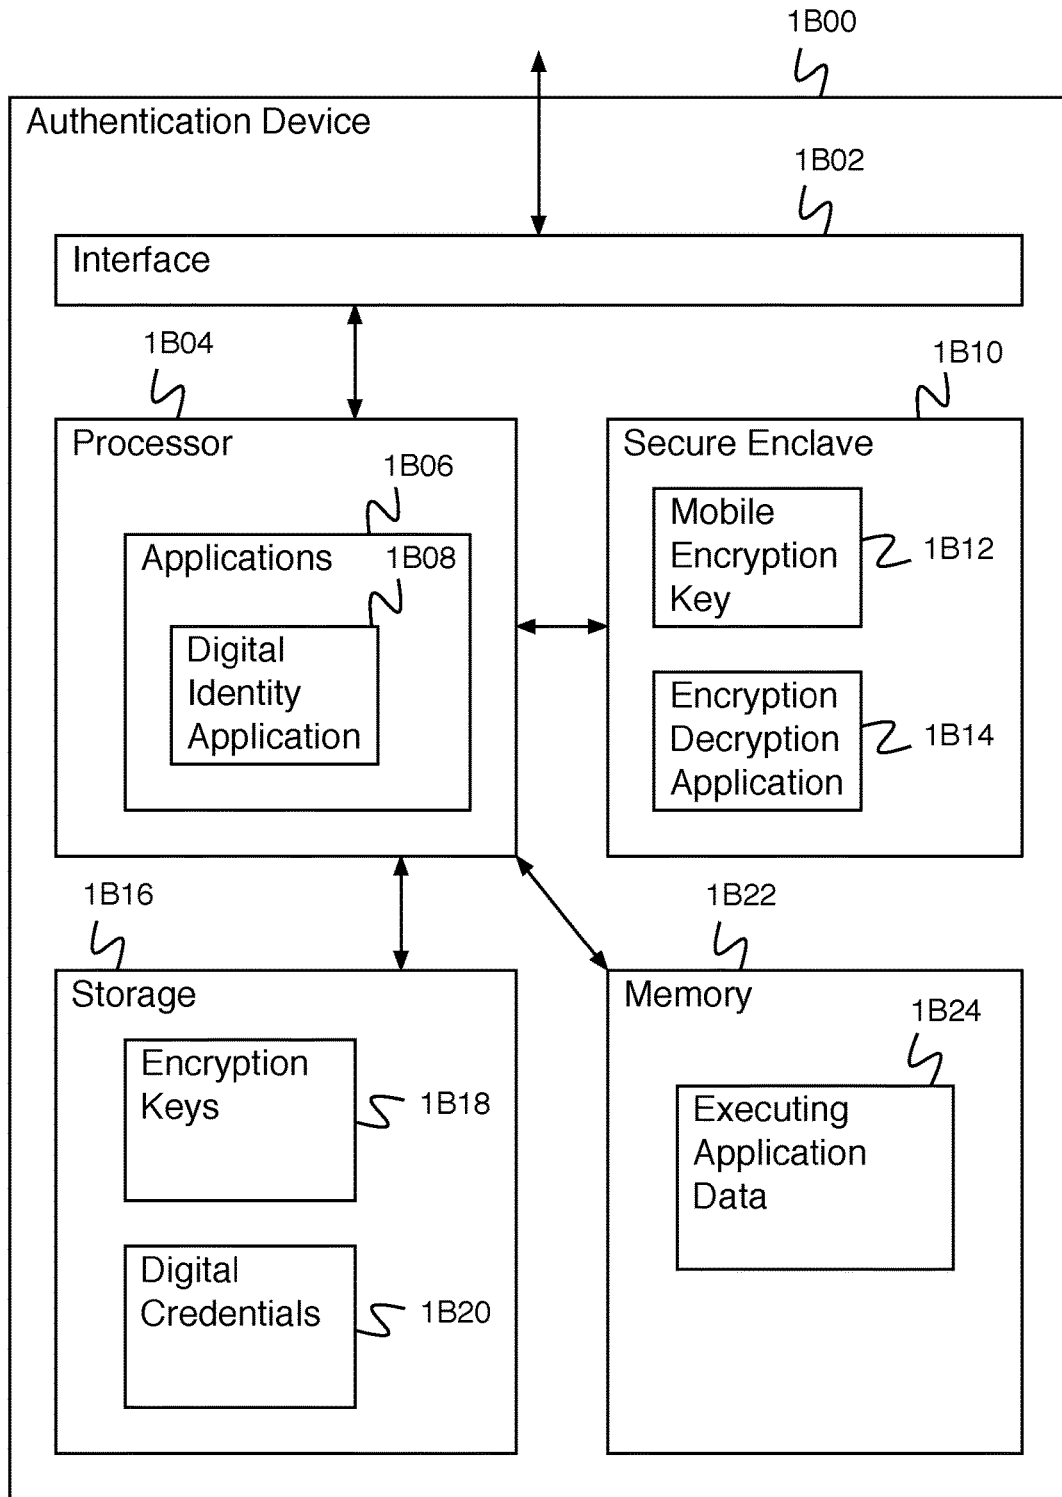 1B00
Authentication Device
1B02
Interface
1B04
1B10
Processor
Secure Enclave
1B06
Applications
1B08
Digital
Identity
Application
Mobile
Encryption
Key
1B12
Encryption
Decryption
Application
1B14
1B16
1B22
Storage
Memory
Encryption
Keys
1B18
1B24
Executing
Application
Data
Digital
Credentials
1B20